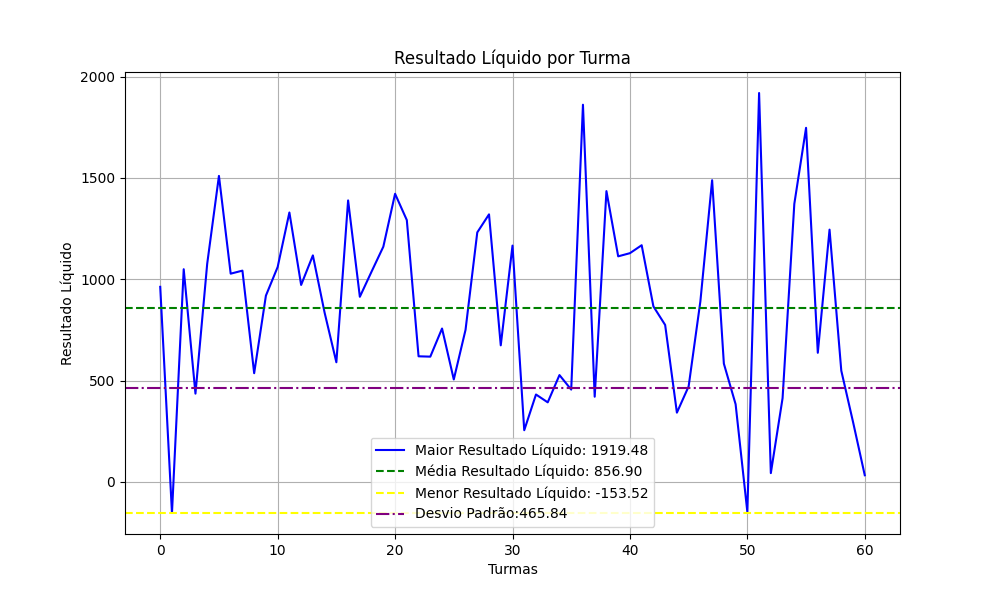 Resultado Líquido por Turma
2000
1500
1000
500
0
Resultado Líquido
Maior Resultado Líquido: 1919.48
Média Resultado Líquido: 856.90
Menor Resultado Líquido: -153.52
Desvio Padrão:465.84
0 10 20 30 40 50 60
Turmas